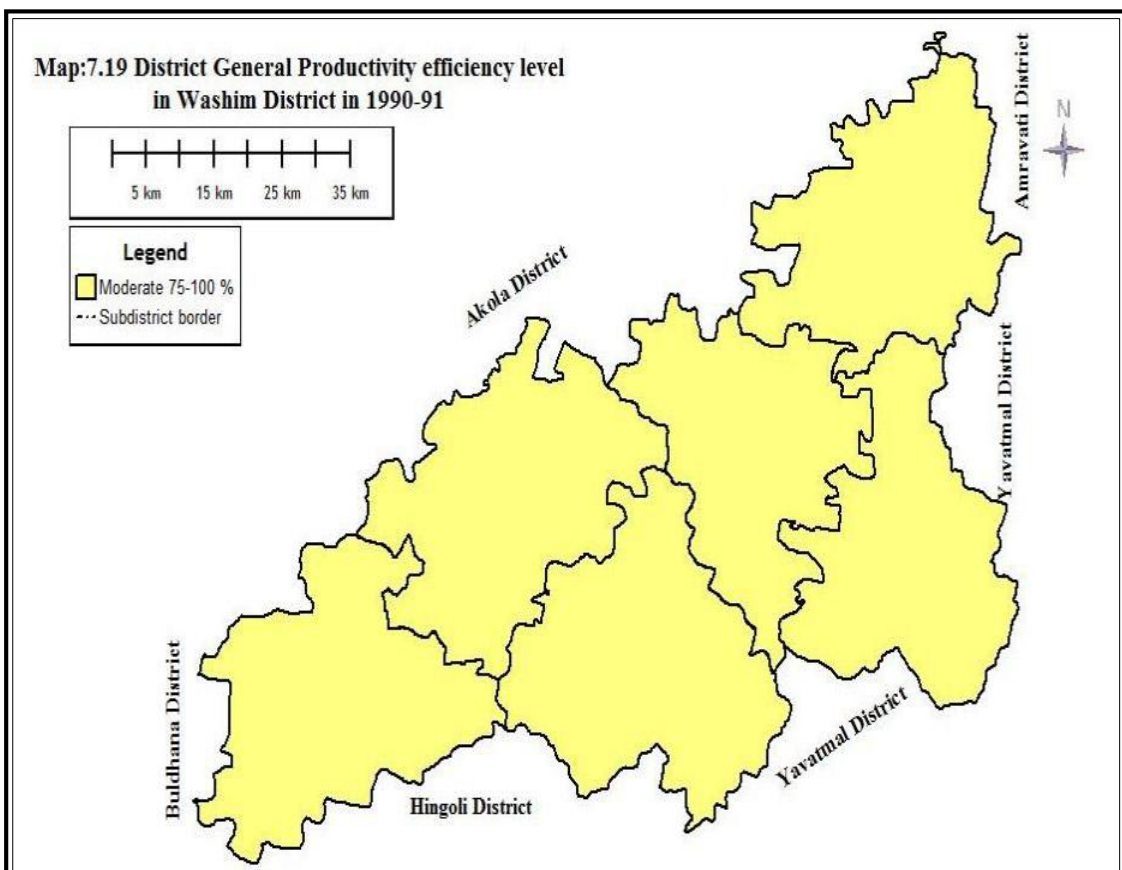 Map:7.19 District General Productivity efficiency level
in Washim District in 1990-91
5 km 15 km 25 km 35 km
Legend
Moderate 75-100 %
Subdistrict border
N
Amravati District
Akola District
Yavatmal District
Buldhana District
Hingoli District
Yavatmal District